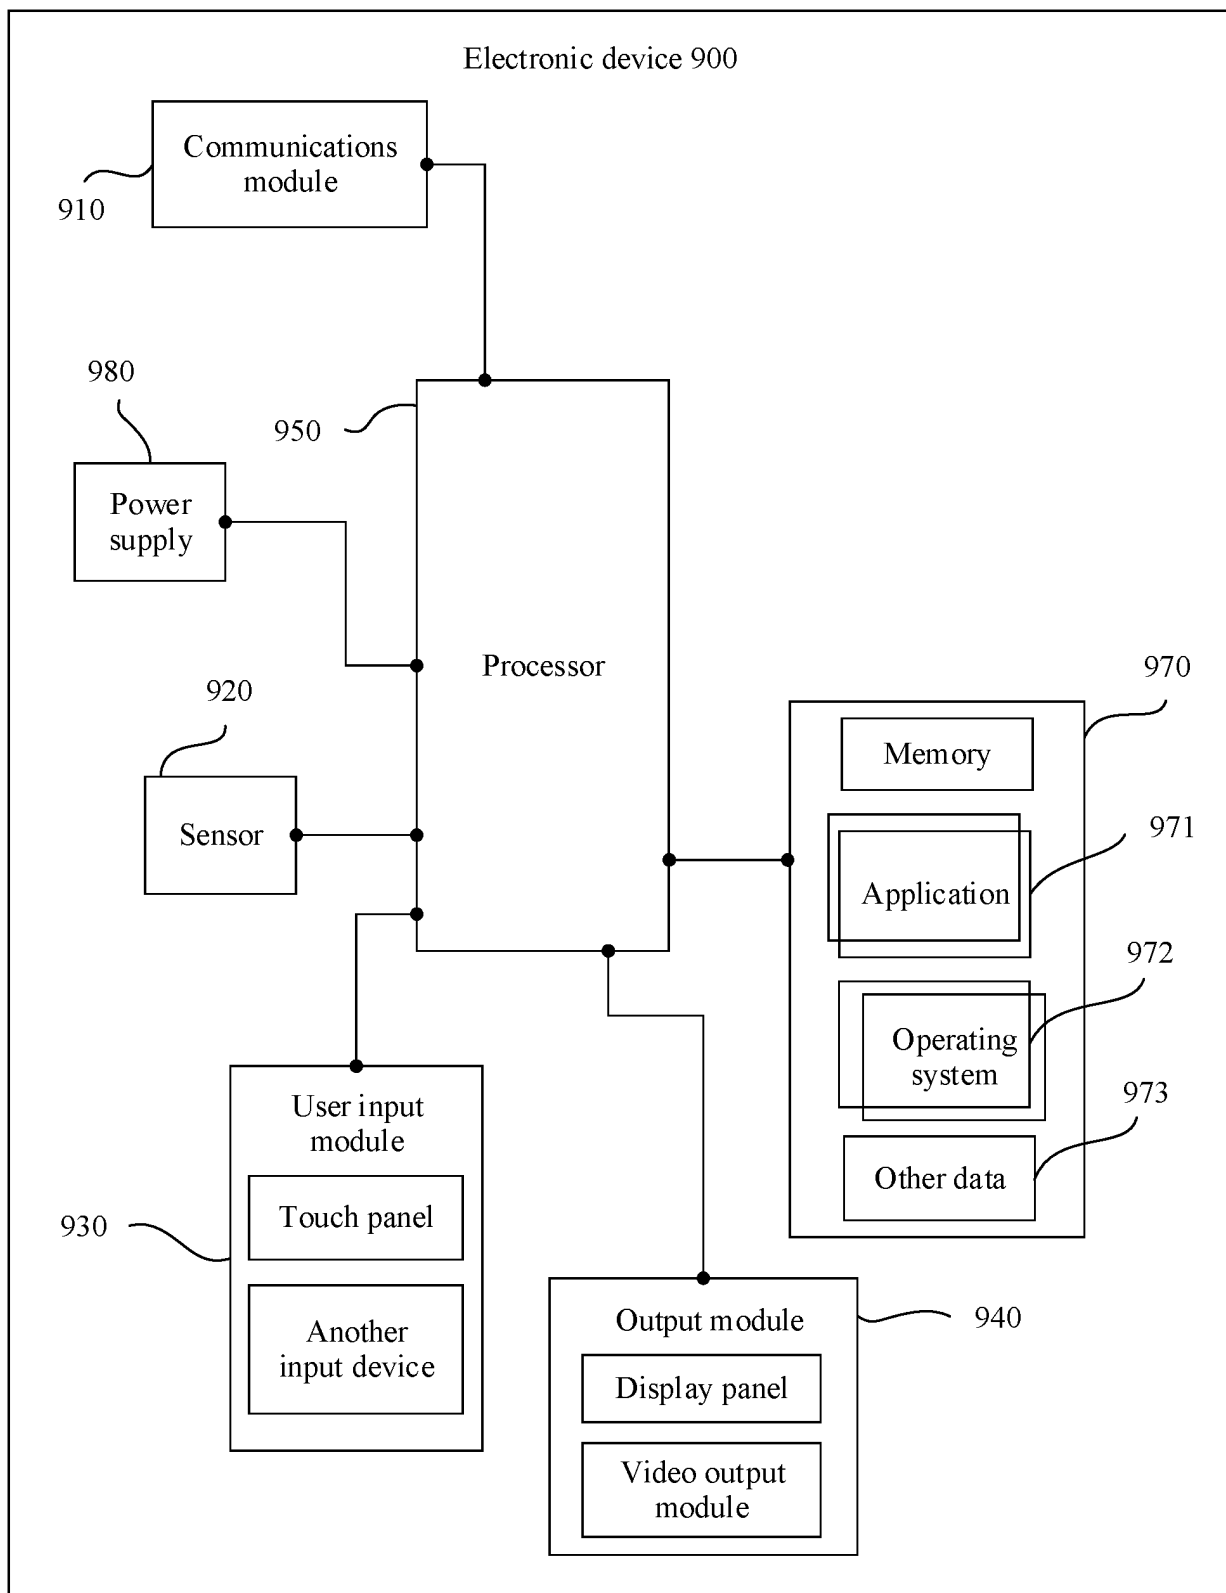 Electronic device 900
Communications
module
910
980
950
Power
supply
Processor
920
970
Memory
Sensor
971
Application
972
Operating
system
973
Other data
User input
module
930
Touch panel
Another
input device
Output module
940
Display panel
Video output
module